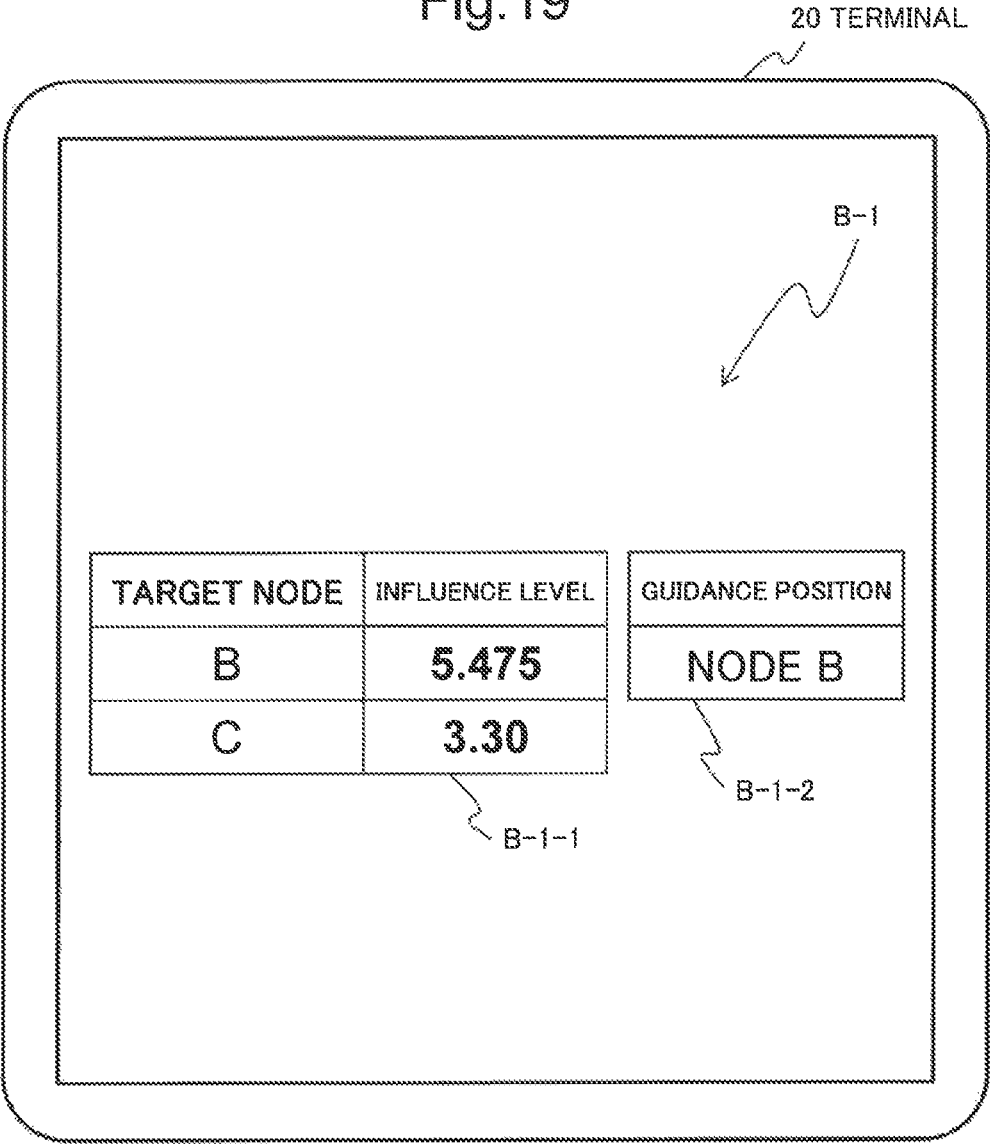 Fig.19
20 TERMINAL
B-1
TARGET NODE INFLUENCE LEVEL GUIDANCE POSITION
B 5.475 NODE B
C 3.30
B-1-2
B-1-1